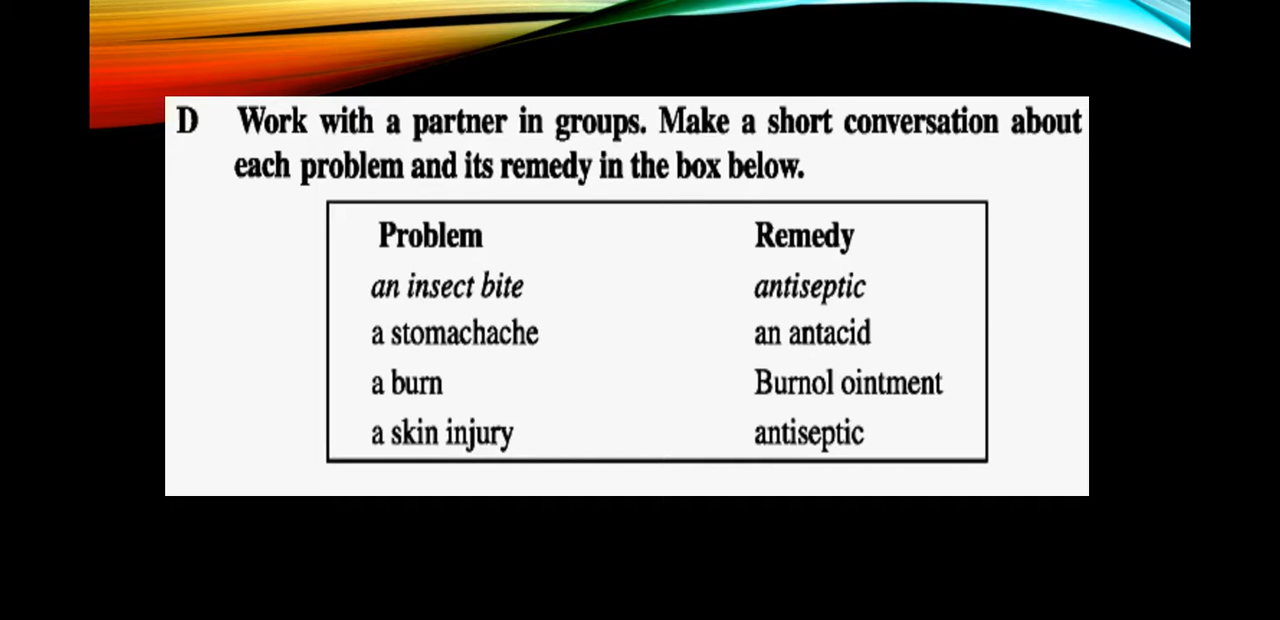 D Work with a partner in groups. Make a short conversation about
each problem and its remedy in the box below.
Problem Remedy
an insect bite antiseptic
a stomachache an antacid
a burn Burnol ointment
a skin injury antiseptic